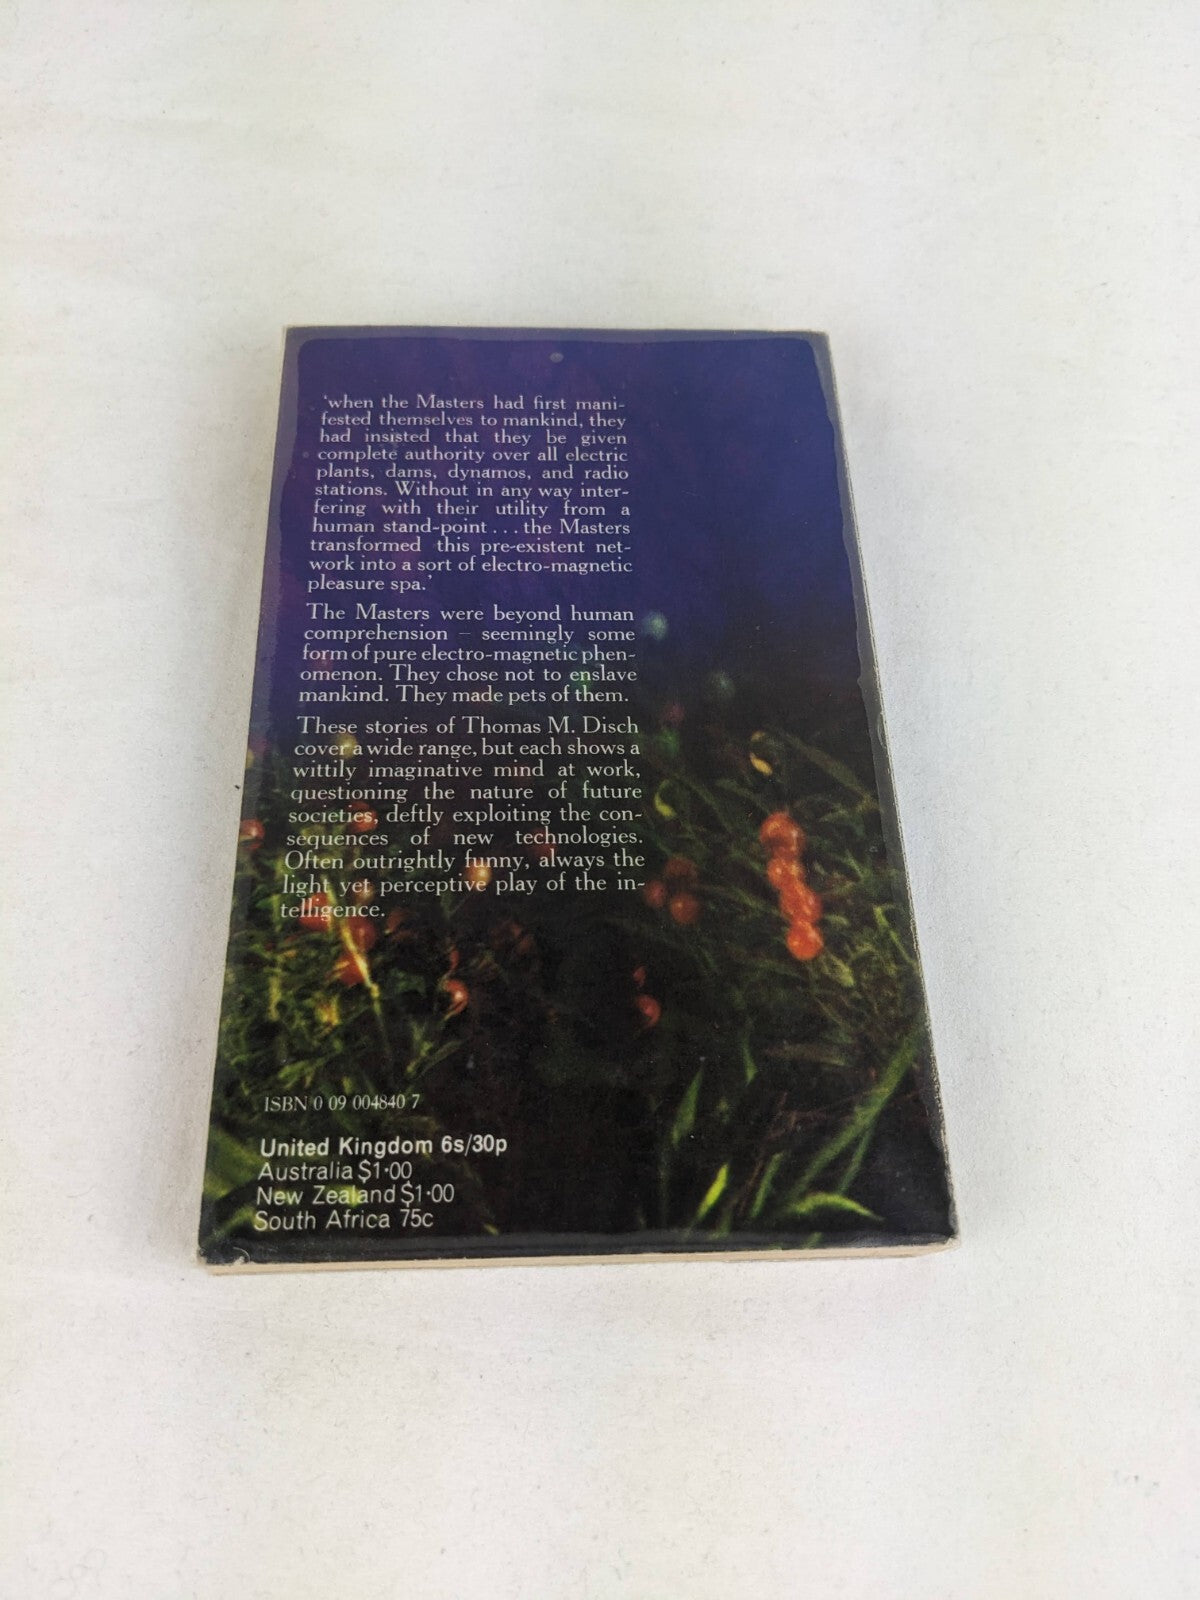 'when the Masters had first mani-
fested themselves to mankind, they
had insisted that they be given
complete authority over all electric
plants, dams, dynamos, and radio
stations. Without in any way inter-
fering with their utility from a
human stand-point . . . the Masters
transformed this pre-existent net-
work into a sort of electro-magnetic
pleasure spa.'
The Masters were beyond human
comprehension – seemingly some
form of pure electro-magnetic phen-
omenon. They chose not to enslave
mankind. They made pets of them.
These stories of Thomas M. Disch
cover a wide range, but each shows a
wittily imaginative mind at work,
questioning the nature of future
societies, deftly exploiting the con-
sequences of new technologies.
Often outrightly funny, always the
light yet perceptive play of the in-
telligence.
ISBN 0 09 004840 7
United Kingdom 6s/30p
Australia $1·00
New Zealand $1·00
South Africa 75c